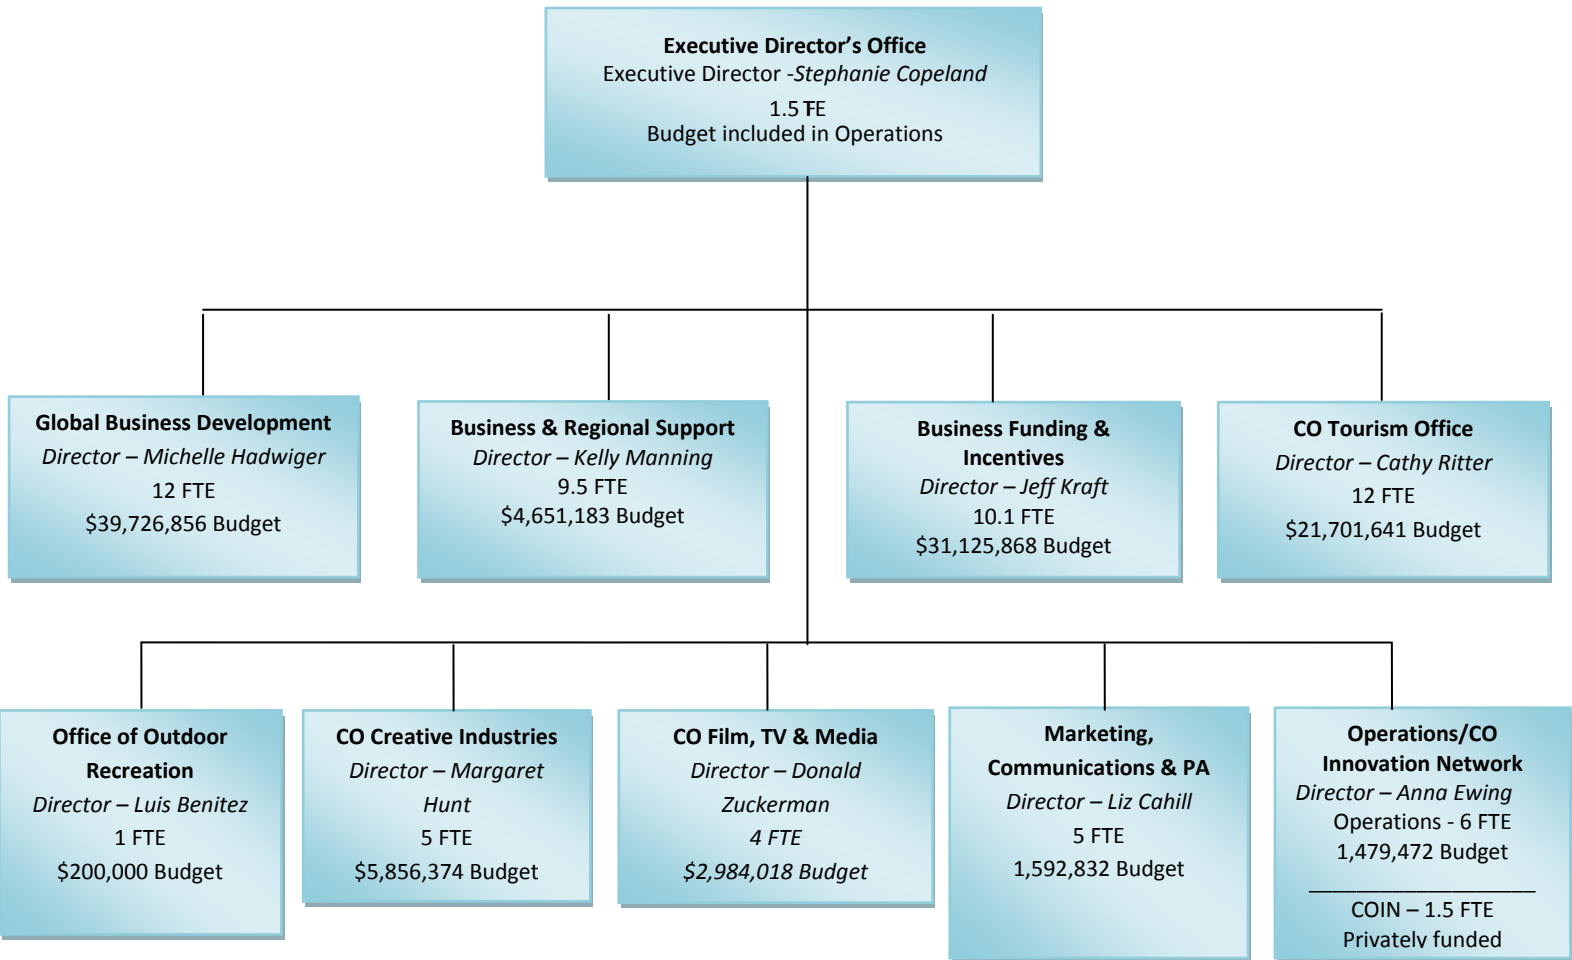 Executive Director's Office
Executive Director -Stephanie Copeland
1.5 FTE
Budget included in Operations
Global Business Development
Director – Michelle Hadwiger
12 FTE
$39,726,856 Budget
Business & Regional Support
Director – Kelly Manning
9.5 FTE
$4,651,183 Budget
Business Funding &
Incentives
Director – Jeff Kraft
10.1 FTE
$31,125,868 Budget
CO Tourism Office
Director – Cathy Ritter
12 FTE
$21,701,641 Budget
Office of Outdoor
Recreation
Director – Luis Benitez
1 FTE
$200,000 Budget
CO Creative Industries
Director – Margaret
Hunt
5 FTE
$5,856,374 Budget
CO Film, TV & Media
Director – Donald
Zuckerman
4 FTE
$2,984,018 Budget
Marketing,
Communications & PA
Director – Liz Cahill
5 FTE
1,592,832 Budget
Operations/CO
Innovation Network
Director – Anna Ewing
Operations - 6 FTE
1,479,472 Budget
___________________
COIN – 1.5 FTE
Privately funded